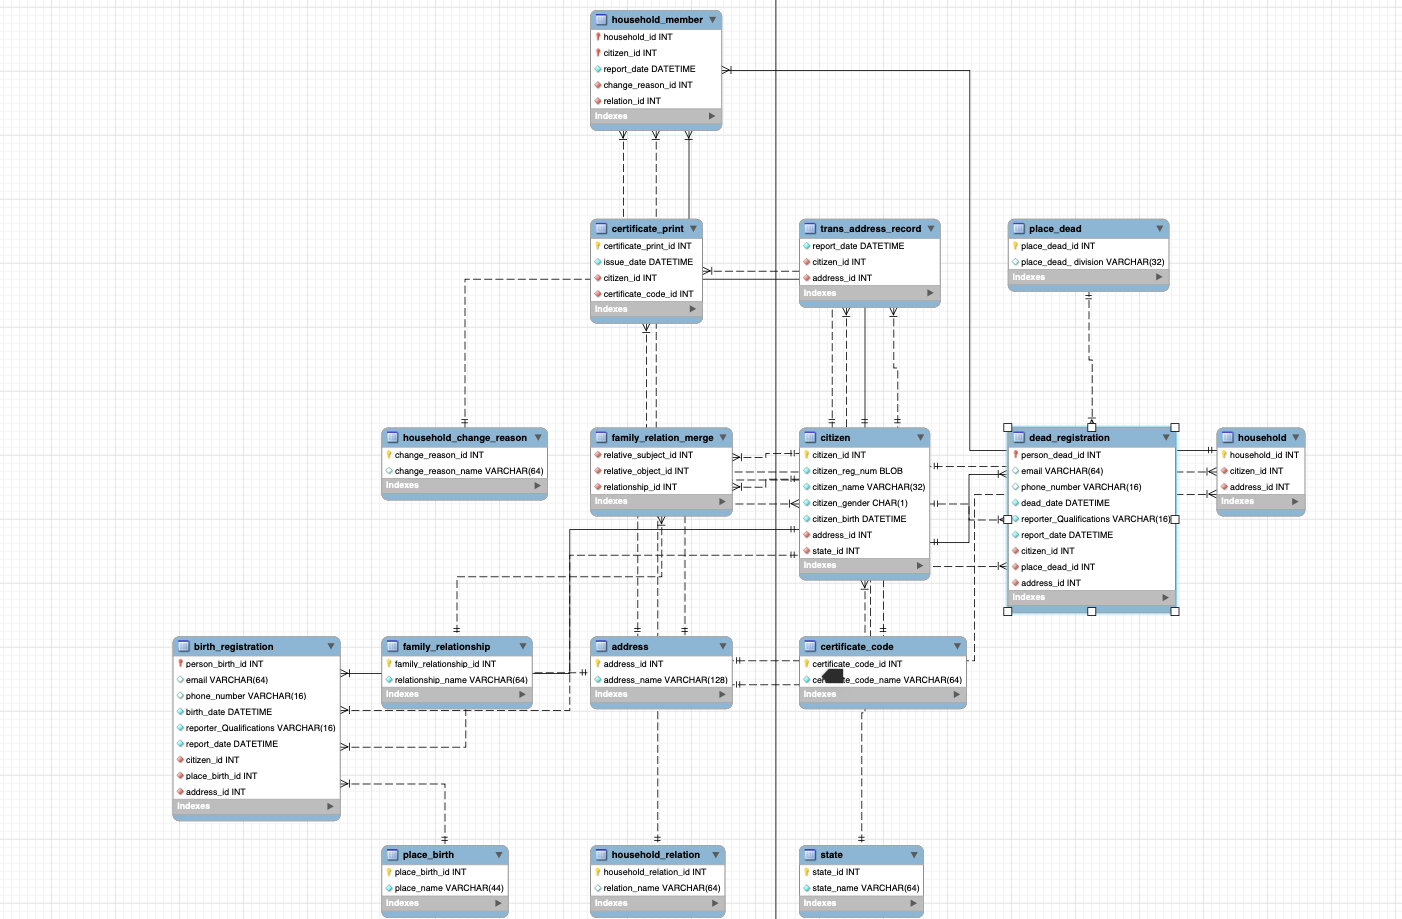 household_member
household_id INT
citizen_id INT
report_date DATETIME
change_reason_id INT
relation_id INT
Indexes
certificate_print
certificate_print_id INT
issue_date DATETIME
citizen_id INT
certificate_code_id INT
Indexes
trans_address_record
report_date DATETIME
citizen_id INT
address_id INT
Indexes
place_dead
place_dead_id INT
place_dead_ division VARCHAR(32)
Indexes
household_change_reason
change_reason_id INT
change_reason_name VARCHAR(64)
Indexes
family_relation_merge
relative_subject_id INT
relative_object_id INT
relationship_id INT
Indexes
citizen
citizen_id INT
citizen_reg_num BLOB
citizen_name VARCHAR(32)
citizen_gender CHAR(1)
citizen_birth DATETIME
address_id INT
state_id INT
Indexes
dead_registration
person_dead_id INT
email VARCHAR(64)
phone_number VARCHAR(16)
dead_date DATETIME
reporter_Qualifications VARCHAR(16)
report_date DATETIME
citizen_id INT
place_dead_id INT
address_id INT
Indexes
household
household_id INT
citizen_id INT
address_id INT
Indexes
birth_registration
person_birth_id INT
email VARCHAR(64)
phone_number VARCHAR(16)
birth_date DATETIME
reporter_Qualifications VARCHAR(16)
report_date DATETIME
citizen_id INT
place_birth_id INT
address_id INT
Indexes
family_relationship
family_relationship_id INT
relationship_name VARCHAR(64)
Indexes
address
address_id INT
address_name VARCHAR(128)
Indexes
certificate_code
certificate_code_id INT
VARCHAR(64)
Indexes
place_birth
place_birth_id INT
place_name VARCHAR(44)
Indexes
household_relation
household_relation_id INT
relation_name VARCHAR(64)
Indexes
state
state_id INT
state_name VARCHAR(64)
Indexes